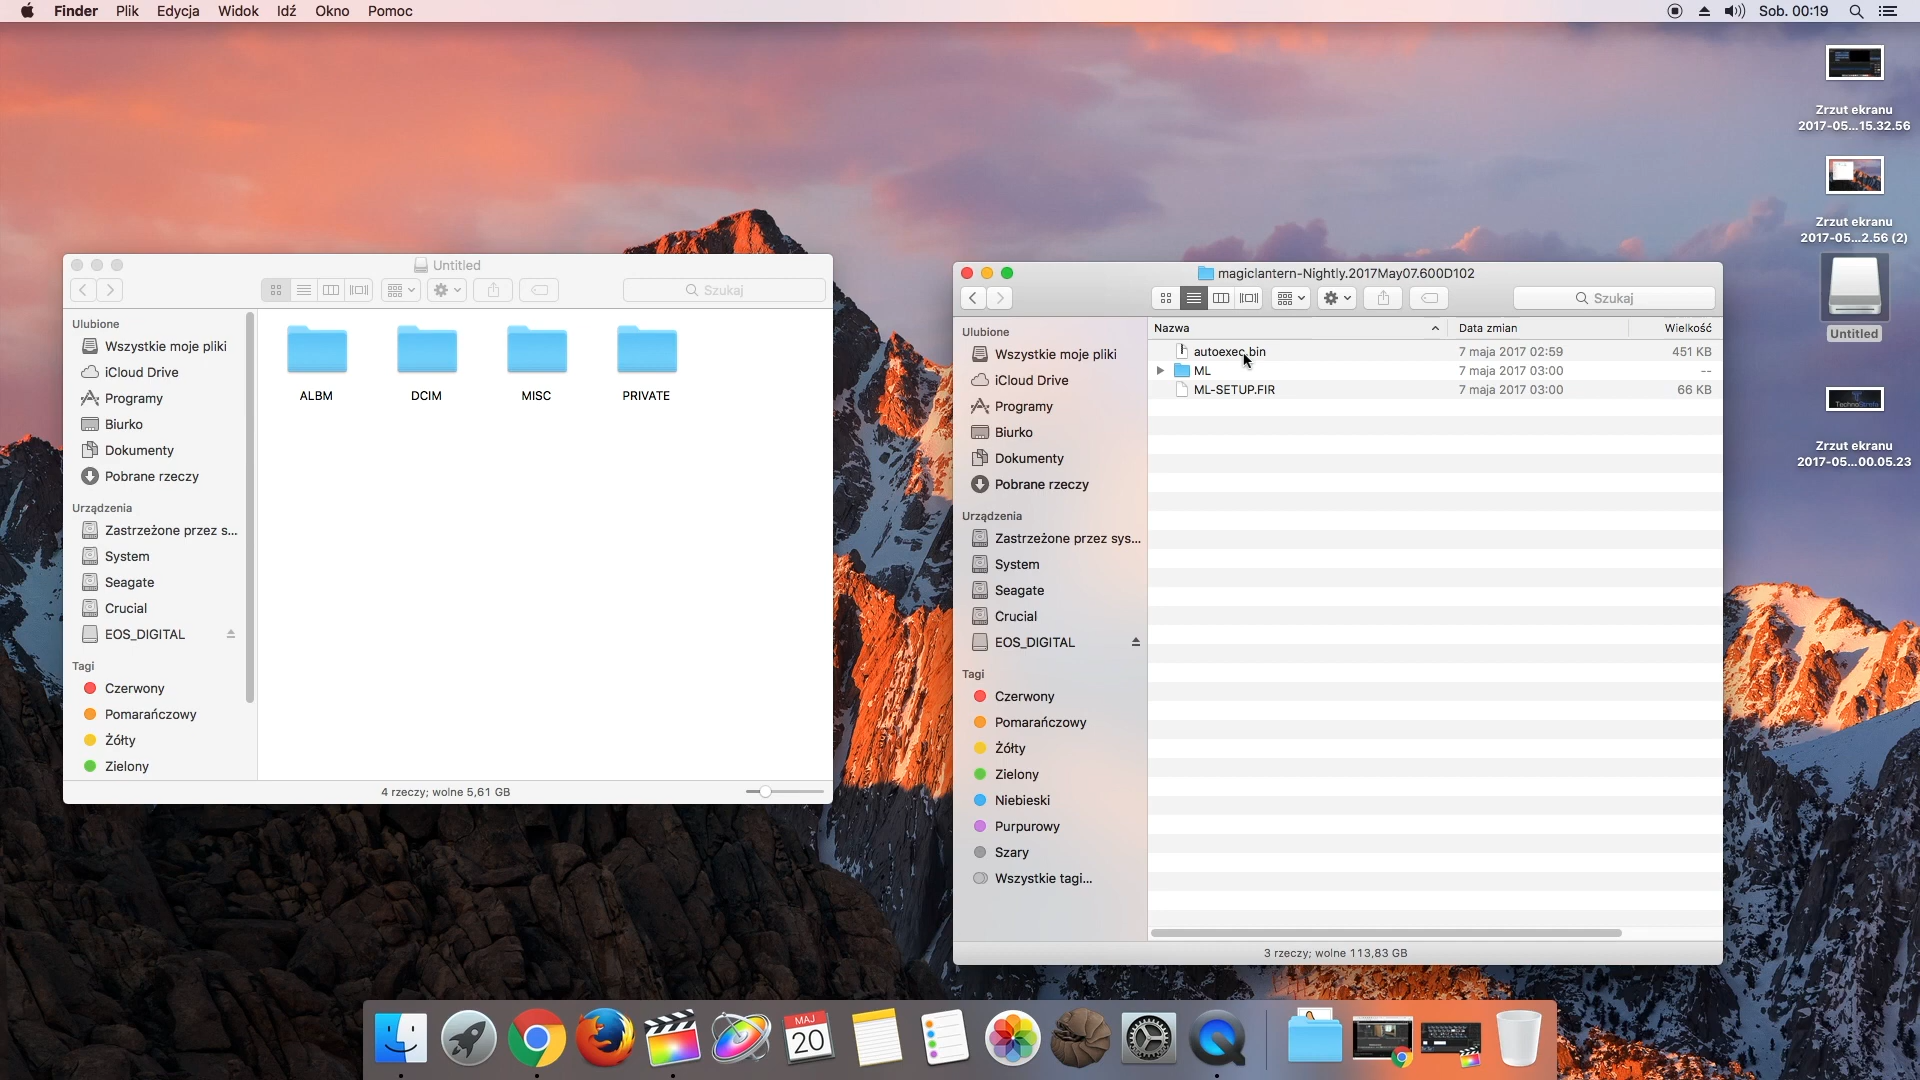 Finder Plik Edycja Widok Idź Okno Pomoc
Sob. 00:19
Zrzut ekranu
2017-05...15.32.56
Zrzut ekranu
2017-05...2.56 (2)
Untitled
TechnoStrefa
Zrzut ekranu
2017-05...00.05.23
Untitled
Szukaj
Ulubione
Wszystkie moje pliki
iCloud Drive
Programy
Biurko
Dokumenty
Pobrane rzeczy
Urządzenia
Zastrzeżone przez s...
System
Seagate
Crucial
EOS_DIGITAL
Tagi
Czerwony
Pomarańczowy
Żółty
Zielony
ALBM DCIM MISC PRIVATE
4 rzeczy; wolne 5,61 GB
magiclantern-Nightly.2017May07.600D102
Szukaj
Ulubione
Wszystkie moje pliki
iCloud Drive
Programy
Biurko
Dokumenty
Pobrane rzeczy
Urządzenia
Zastrzeżone przez sys...
System
Seagate
Crucial
EOS_DIGITAL
Tagi
Czerwony
Pomarańczowy
Żółty
Zielony
Niebieski
Purpurowy
Szary
Wszystkie tagi...
Nazwa Data zmian Wielkość
autoexec.bin 7 maja 2017 02:59 451 KB
ML 7 maja 2017 03:00 --
ML-SETUP.FIR 7 maja 2017 03:00 66 KB
3 rzeczy; wolne 113,83 GB
MAJ
20